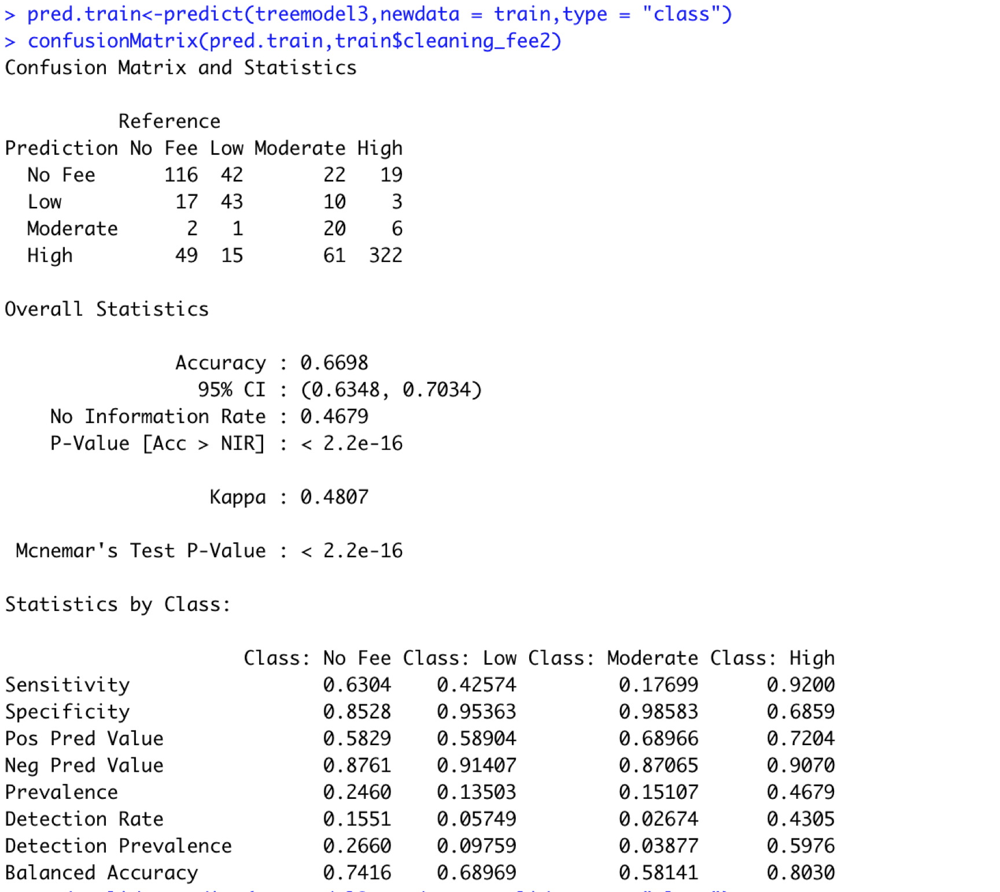 > pred.train<-predict(treemodel3,newdata = train,type = "class")
> confusionMatrix(pred.train,train$cleaning_fee2)
Confusion Matrix and Statistics
Reference
Prediction No Fee Low Moderate High
No Fee 116 42 22 19
Low 17 43 10 3
Moderate 2 1 20 6
High 49 15 61 322
Overall Statistics
Accuracy : 0.6698
95% CI : (0.6348, 0.7034)
No Information Rate : 0.4679
P-Value [Acc > NIR] : < 2.2e-16
Kappa : 0.4807
Mcnemar's Test P-Value : < 2.2e-16
Statistics by Class:
Class: No Fee Class: Low Class: Moderate Class: High
Sensitivity 0.6304 0.42574 0.17699 0.9200
Specificity 0.8528 0.95363 0.98583 0.6859
Pos Pred Value 0.5829 0.58904 0.68966 0.7204
Neg Pred Value 0.8761 0.91407 0.87065 0.9070
Prevalence 0.2460 0.13503 0.15107 0.4679
Detection Rate 0.1551 0.05749 0.02674 0.4305
Detection Prevalence 0.2660 0.09759 0.03877 0.5976
Balanced Accuracy 0.7416 0.68969 0.58141 0.8030